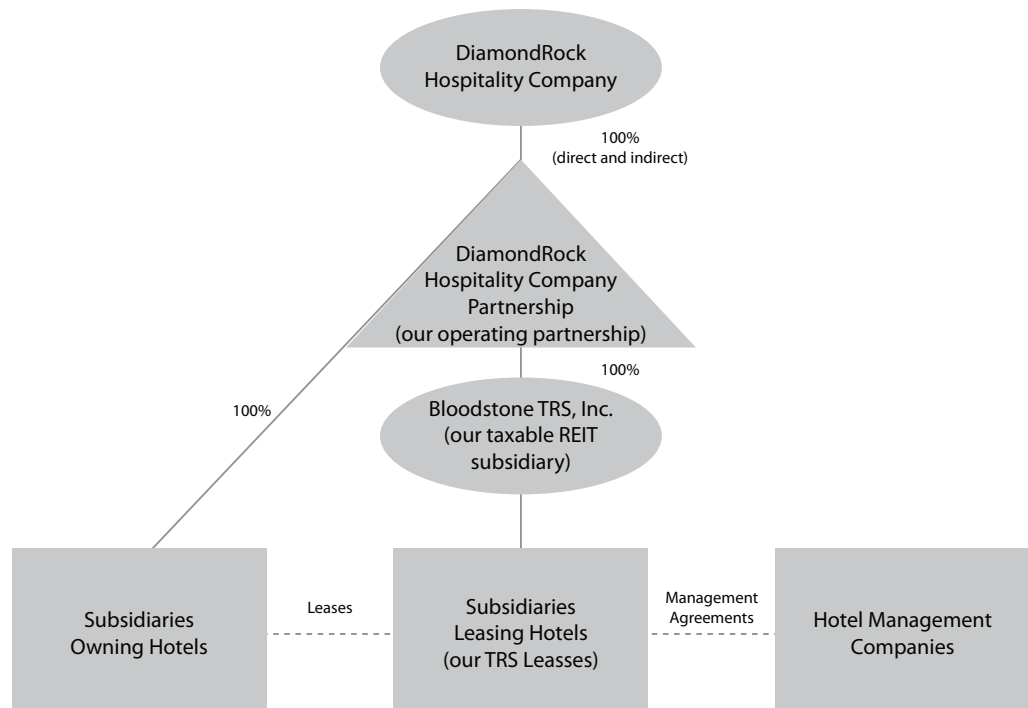 DiamondRock
Hospitality Company
100%
(direct and indirect)
DiamondRock
Hospitality Company
Partnership
(our operating partnership)
100%
100%
Bloodstone TRS, Inc.
(our taxable REIT
subsidiary)
Subsidiaries
Owning Hotels
Leases
Subsidiaries
Leasing Hotels
(our TRS Leasses)
Management
Agreements
Hotel Management
Companies